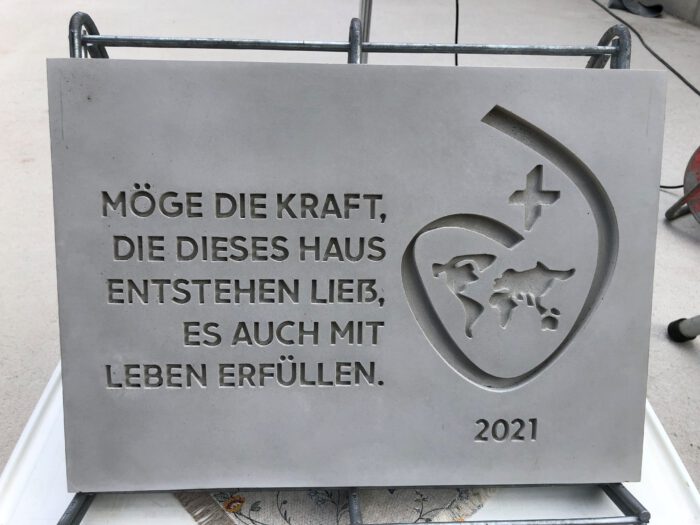 MÖGE DIE KRAFT,
DIE DIESES HAUS
ENTSTEHEN LIEẞ,
ES AUCH MIT
LEBEN ERFÜLLEN.
2021